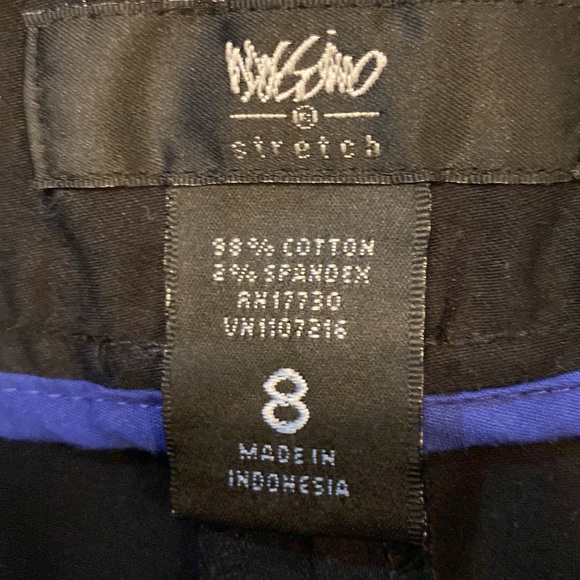 Mossimo
stretch
98% COTTON
2% SPANDEX
RN17730
VN1107216
8
MADE IN
INDONESIA